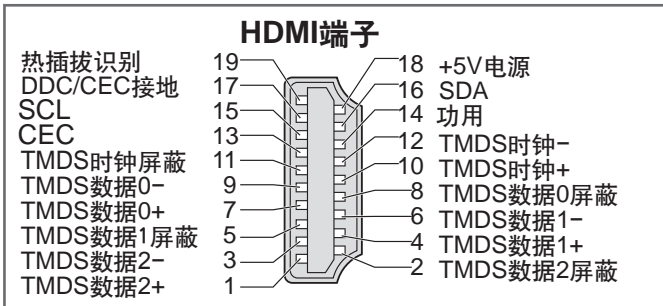 HDMI端子
热插拔识别 19
DDC/CEC接地 17
SCL 15
CEC 13
TMDS时钟屏蔽 11
TMDS数据0− 9
TMDS数据0+ 7
TMDS数据1屏蔽 5
TMDS数据2− 3
TMDS数据2+ 1
18 +5V电源
16 SDA
14 功用
12 TMDS时钟−
10 TMDS时钟+
8 TMDS数据0屏蔽
6 TMDS数据1−
4 TMDS数据1+
2 TMDS数据2屏蔽